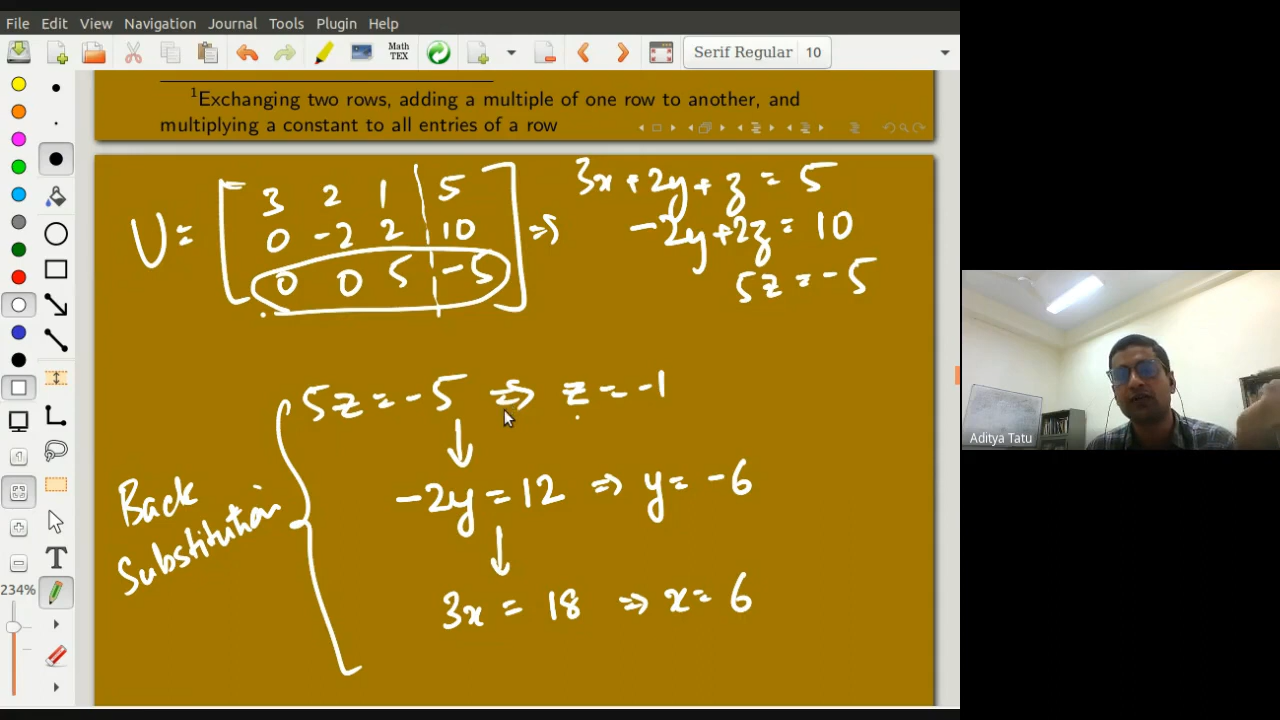 File Edit View Navigation Journal Tools Plugin Help
Math TEX Serif Regular 10
1Exchanging two rows, adding a multiple of one row to another, and
multiplying a constant to all entries of a row
U = [ 3 2 1 | 5 ] ⇒ 3x + 2y + z = 5
0 -2 2 | 10 -2y + 2z = 10
0 0 5 | -5 5z = -5
5z = -5 ⇒ z = -1
↓
-2y = 12 ⇒ y = -6
↓
3x = 18 ⇒ x = 6
Back
Substitution
234%
Aditya Tatu